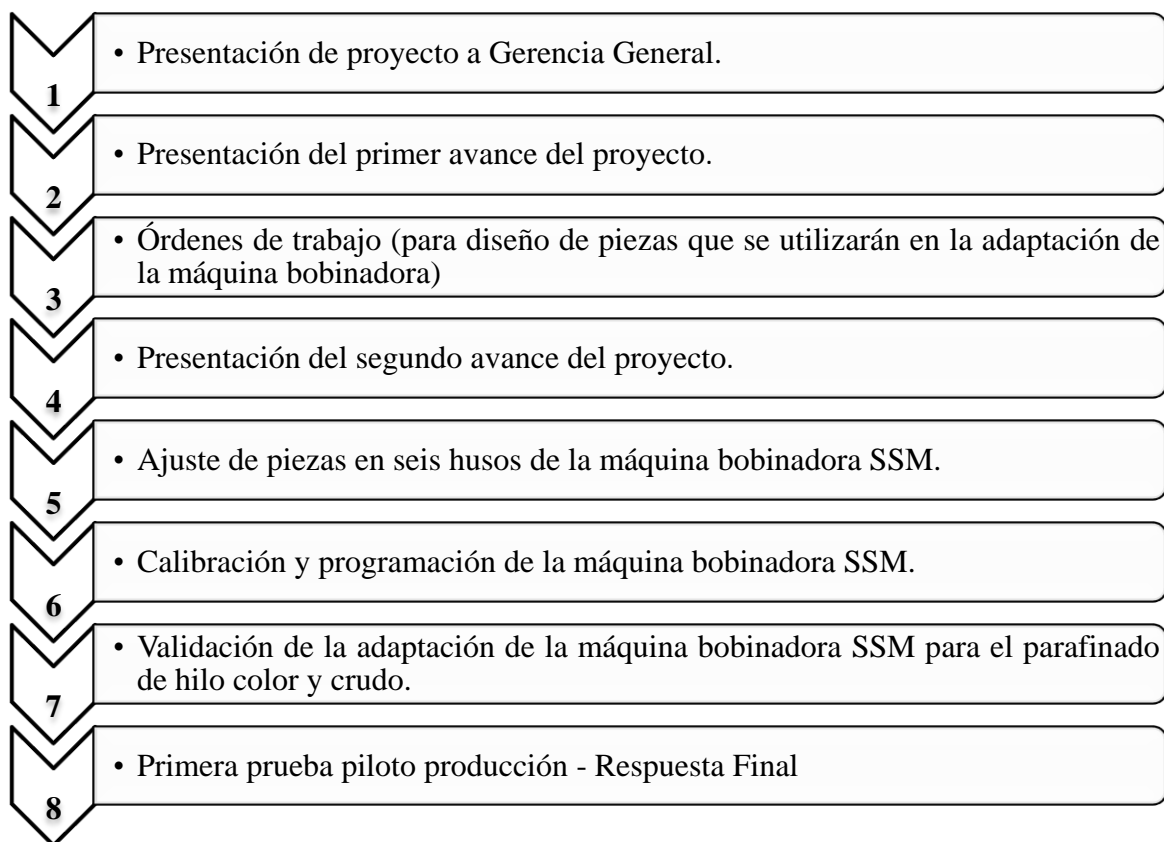 • Presentación de proyecto a Gerencia General.
1
• Presentación del primer avance del proyecto.
2
• Órdenes de trabajo (para diseño de piezas que se utilizarán en la adaptación de
la máquina bobinadora)
3
• Presentación del segundo avance del proyecto.
4
• Ajuste de piezas en seis husos de la máquina bobinadora SSM.
5
• Calibración y programación de la máquina bobinadora SSM.
6
• Validación de la adaptación de la máquina bobinadora SSM para el parafinado
de hilo color y crudo.
7
• Primera prueba piloto producción - Respuesta Final
8